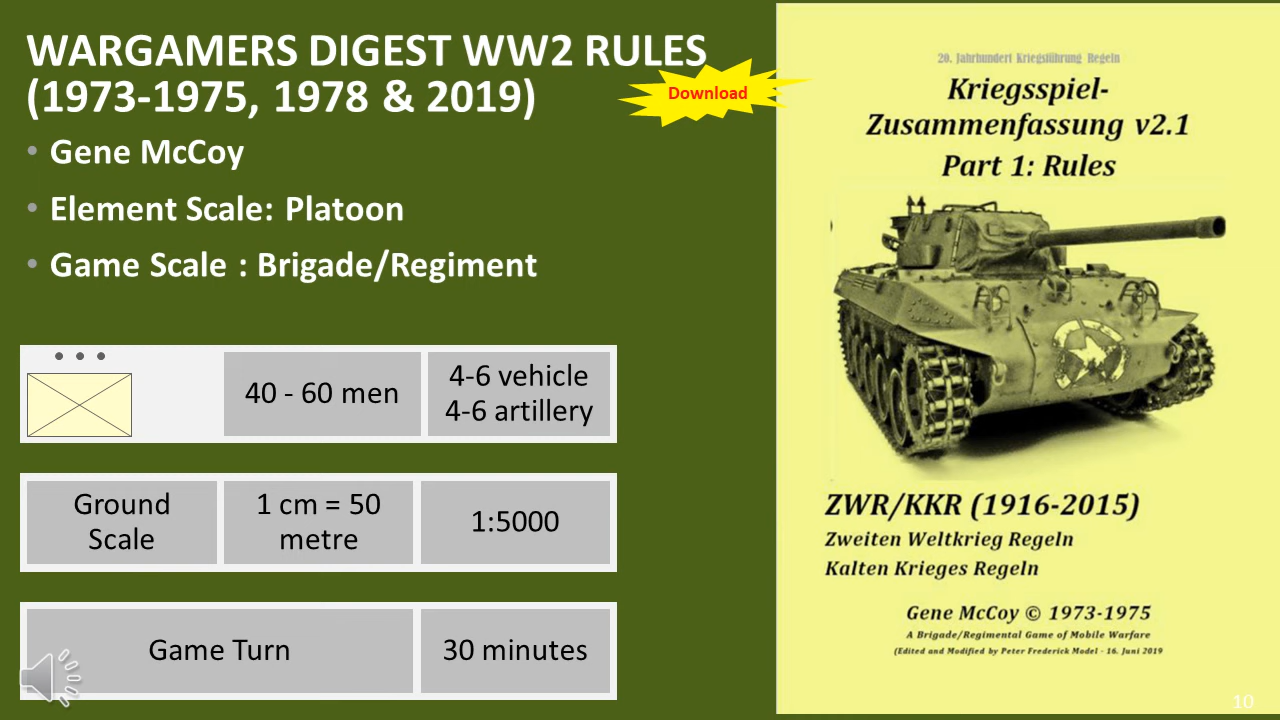 WARGAMERS DIGEST WW2 RULES
(1973-1975, 1978 & 2019)
Download
• Gene McCoy
• Element Scale: Platoon
• Game Scale : Brigade/Regiment
40 - 60 men
4-6 vehicle
4-6 artillery
Ground
Scale
1 cm = 50
metre
1:5000
Game Turn
30 minutes
20. Jahrhundert Kriegsführung Regeln
Kriegsspiel-
Zusammenfassung v2.1
Part 1: Rules
ZWR/KKR (1916-2015)
Zweiten Weltkrieg Regeln
Kalten Krieges Regeln
Gene McCoy © 1973-1975
A Brigade/Regimental Game of Mobile Warfare
(Edited and Modified by Peter Frederick Model - 16. Juni 2019
10